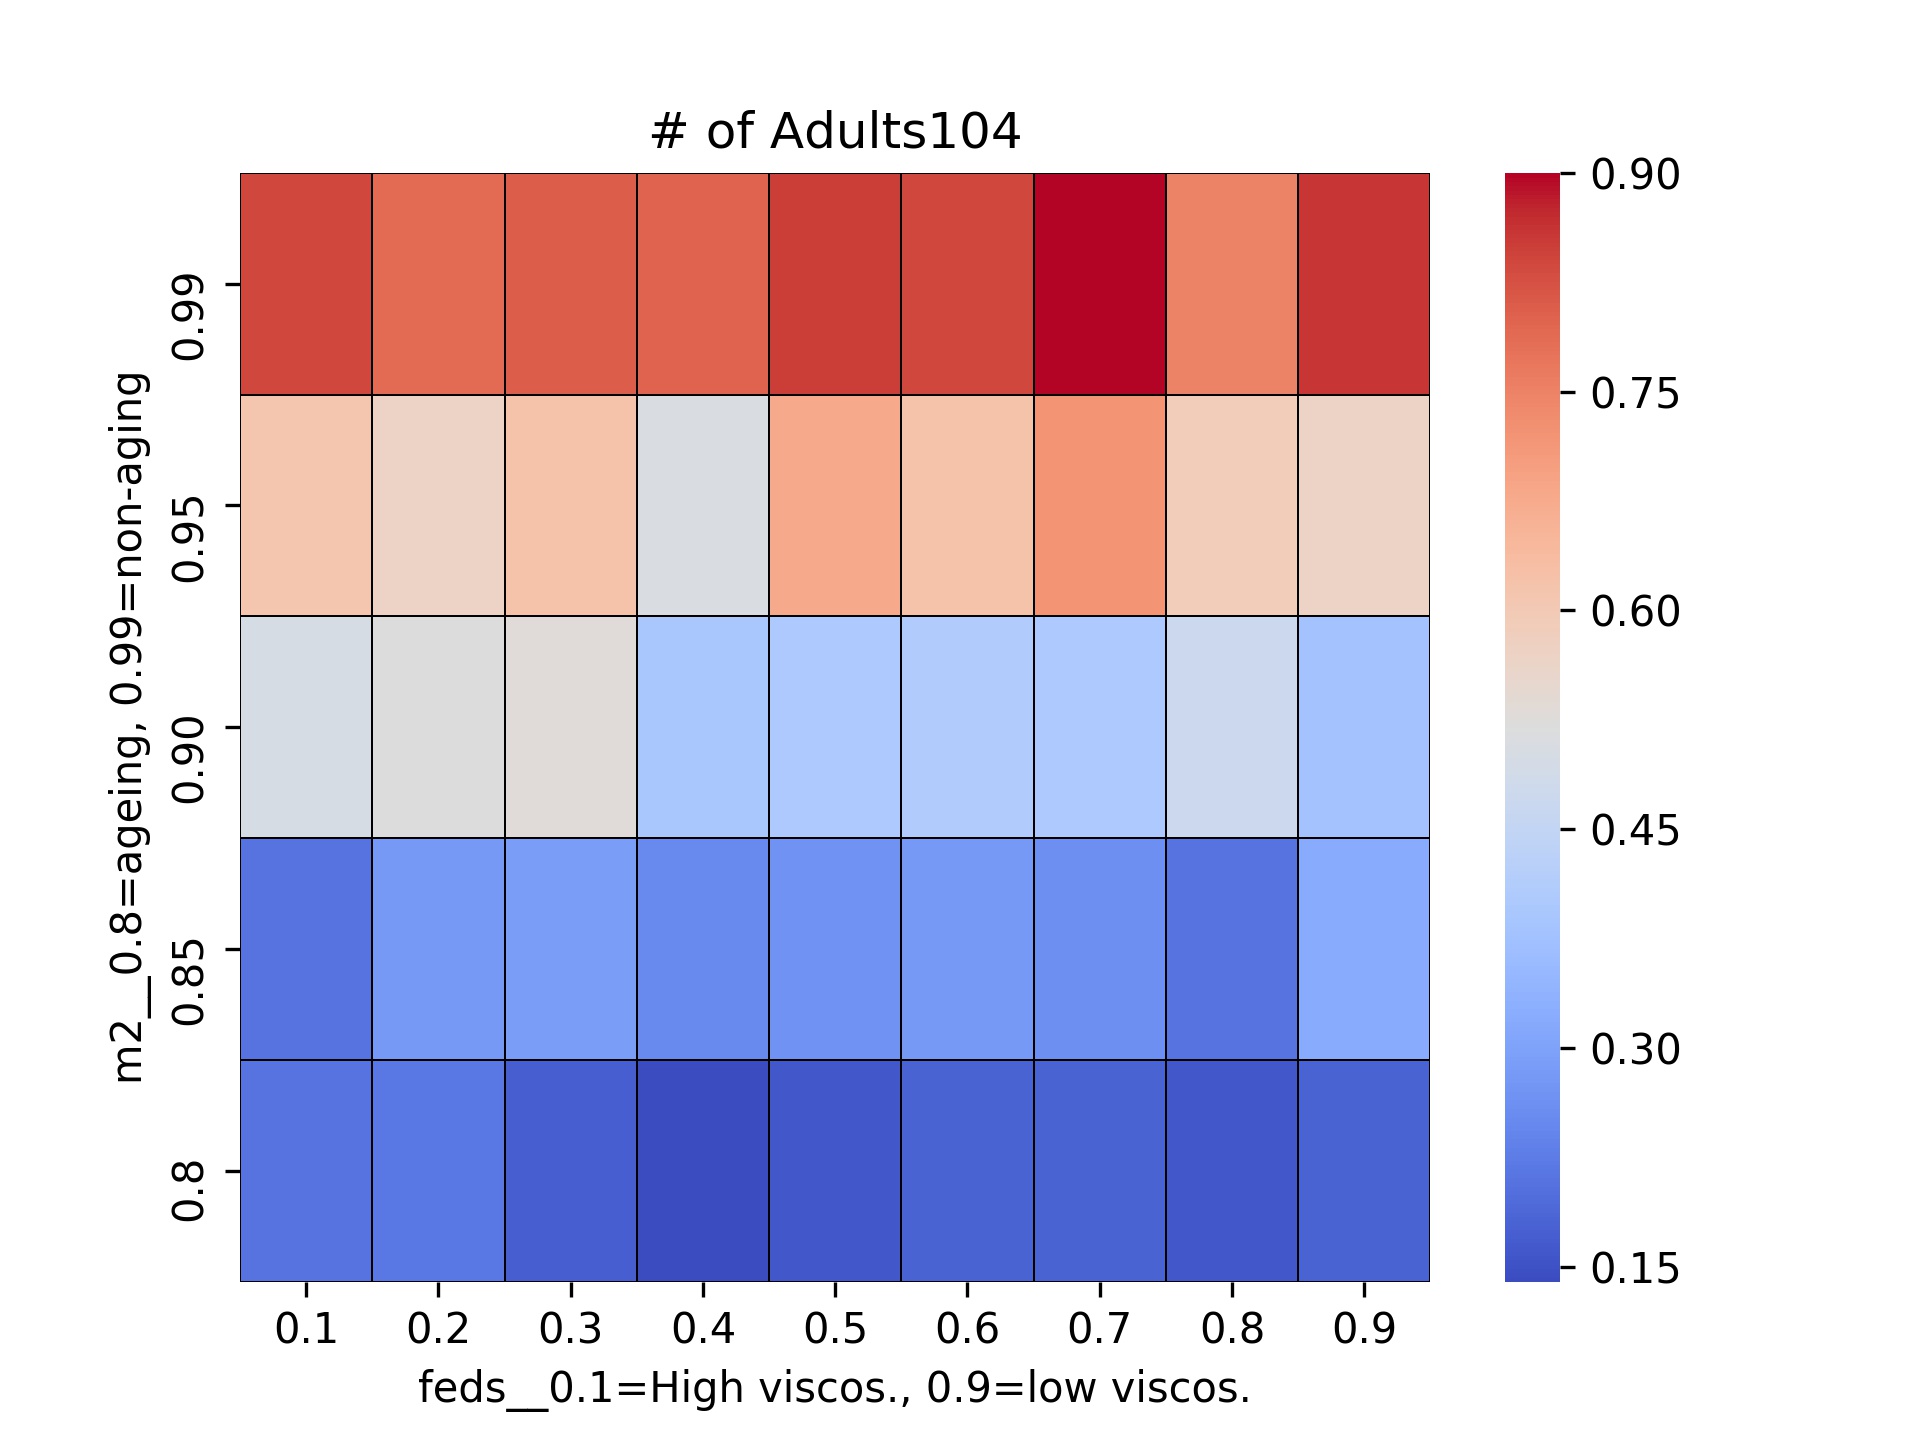 # of Adults104
m2__0.8=ageing, 0.99=non-aging
0.99
0.95
0.90
0.85
0.8
0.1 0.2 0.3 0.4 0.5 0.6 0.7 0.8 0.9
feds__0.1=High viscos., 0.9=low viscos.
0.90
0.75
0.60
0.45
0.30
0.15